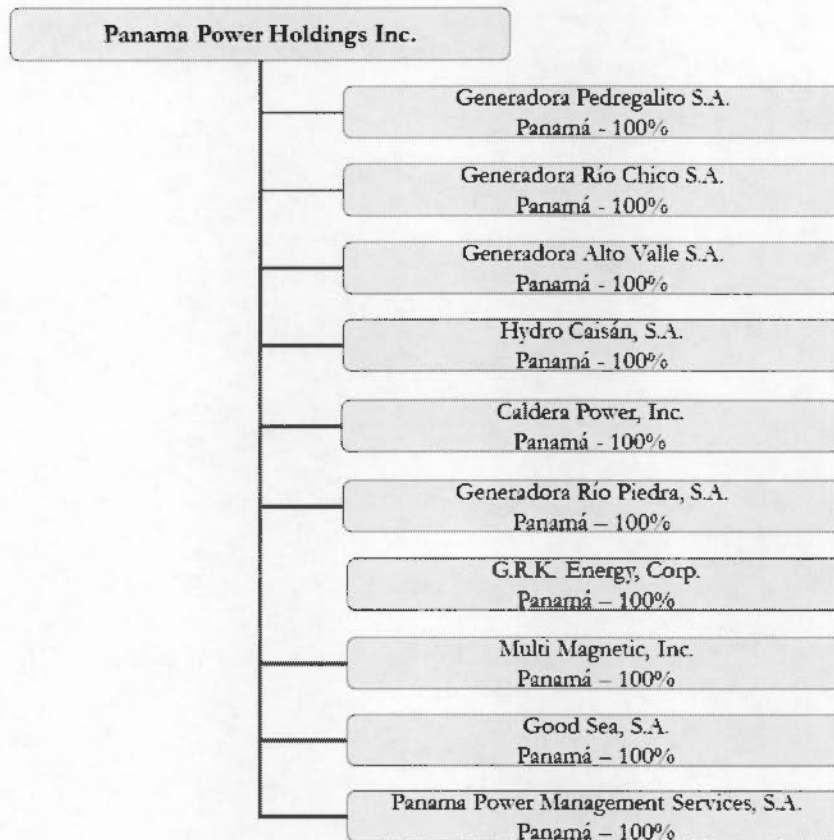 Panama Power Holdings Inc.
Generadora Pedregalito S.A.
Panamá - 100%
Generadora Río Chico S.A.
Panamá - 100%
Generadora Alto Valle S.A.
Panamá - 100%
Hydro Caisán, S.A.
Panamá - 100%
Caldera Power, Inc.
Panamá - 100%
Generadora Río Piedra, S.A.
Panamá – 100%
G.R.K. Energy, Corp.
Panamá – 100%
Multi Magnetic, Inc.
Panamá – 100%
Good Sea, S.A.
Panamá – 100%
Panama Power Management Services, S.A.
Panamá – 100%